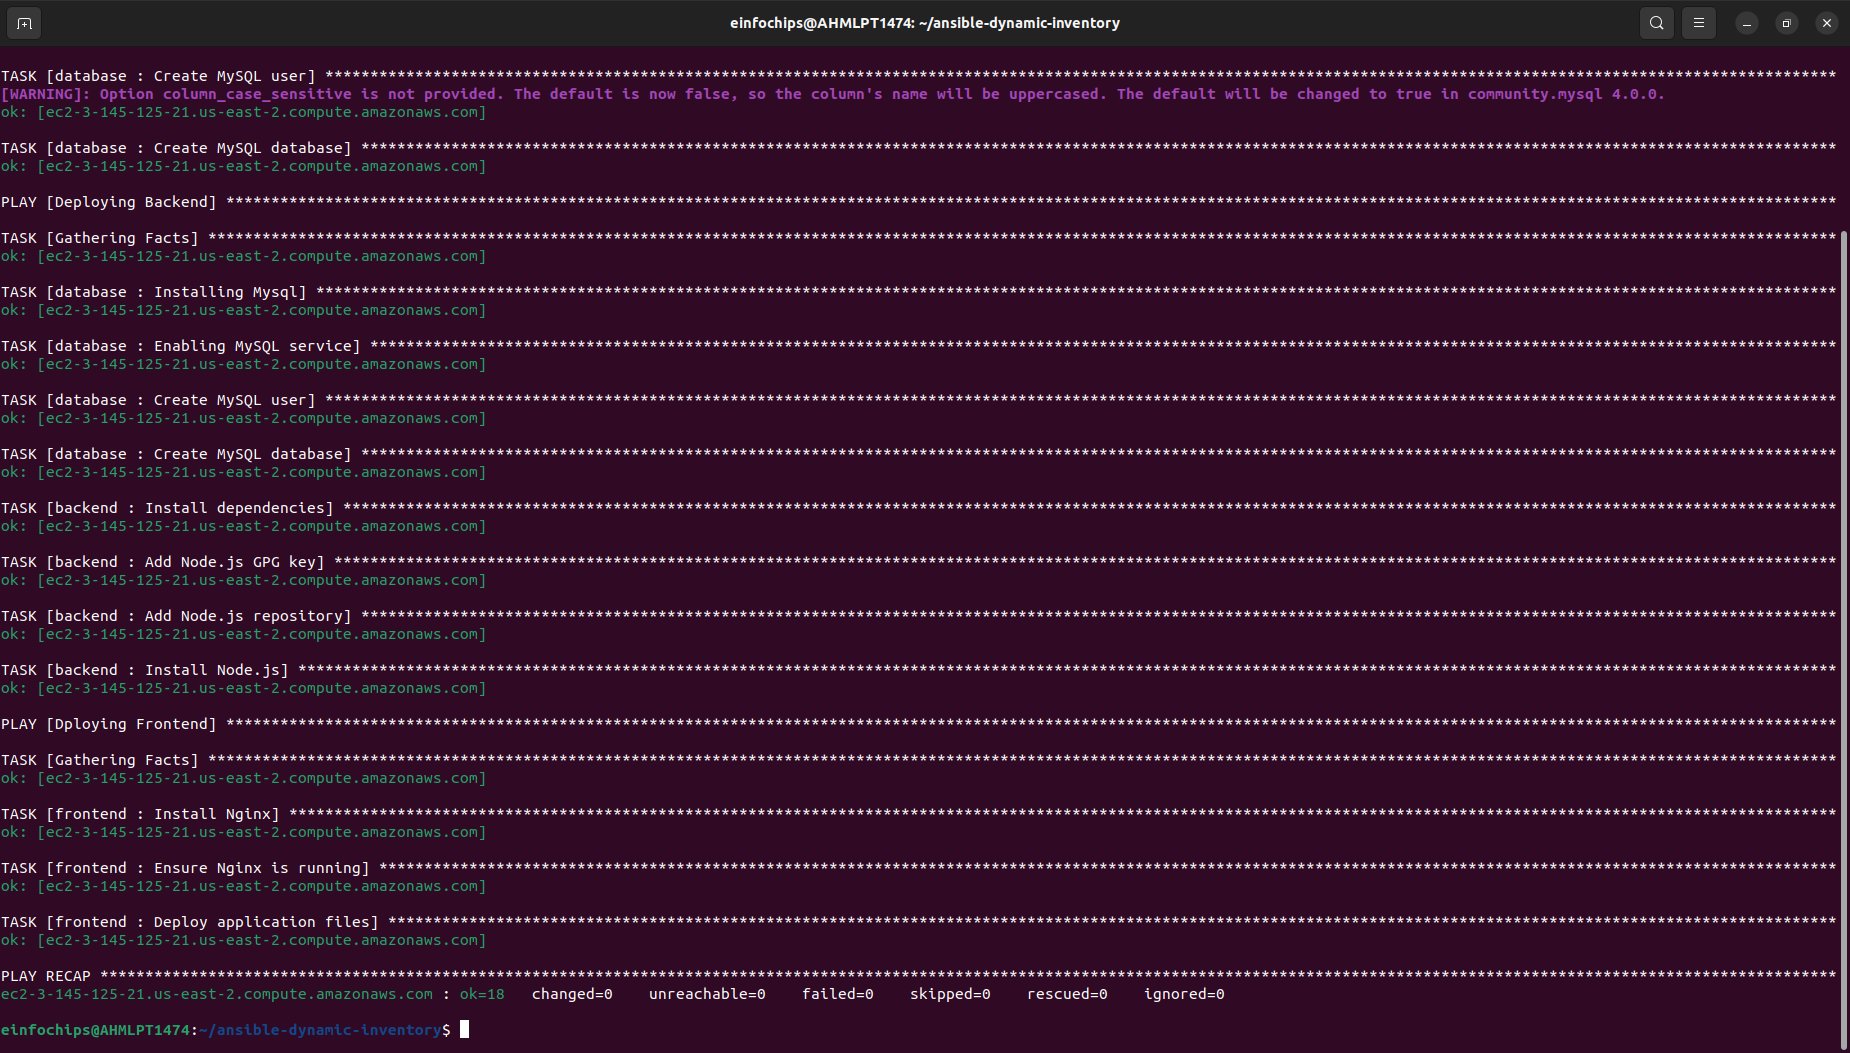 einfochips@AHMLPT1474: ~/ansible-dynamic-inventory
TASK [database : Create MySQL user] ****************************************************************************************************************************************************************************
[WARNING]: Option column_case_sensitive is not provided. The default is now false, so the column's name will be uppercased. The default will be changed to true in community.mysql 4.0.0.
ok: [ec2-3-145-125-21.us-east-2.compute.amazonaws.com]
TASK [database : Create MySQL database] ************************************************************************************************************************************************************************
ok: [ec2-3-145-125-21.us-east-2.compute.amazonaws.com]
PLAY [Deploying Backend] ***************************************************************************************************************************************************************************************
TASK [Gathering Facts] *****************************************************************************************************************************************************************************************
ok: [ec2-3-145-125-21.us-east-2.compute.amazonaws.com]
TASK [database : Installing Mysql] *****************************************************************************************************************************************************************************
ok: [ec2-3-145-125-21.us-east-2.compute.amazonaws.com]
TASK [database : Enabling MySQL service] ***********************************************************************************************************************************************************************
ok: [ec2-3-145-125-21.us-east-2.compute.amazonaws.com]
TASK [database : Create MySQL user] ****************************************************************************************************************************************************************************
ok: [ec2-3-145-125-21.us-east-2.compute.amazonaws.com]
TASK [database : Create MySQL database] ************************************************************************************************************************************************************************
ok: [ec2-3-145-125-21.us-east-2.compute.amazonaws.com]
TASK [backend : Install dependencies] **************************************************************************************************************************************************************************
ok: [ec2-3-145-125-21.us-east-2.compute.amazonaws.com]
TASK [backend : Add Node.js GPG key] ***************************************************************************************************************************************************************************
ok: [ec2-3-145-125-21.us-east-2.compute.amazonaws.com]
TASK [backend : Add Node.js repository] ************************************************************************************************************************************************************************
ok: [ec2-3-145-125-21.us-east-2.compute.amazonaws.com]
TASK [backend : Install Node.js] *******************************************************************************************************************************************************************************
ok: [ec2-3-145-125-21.us-east-2.compute.amazonaws.com]
PLAY [Dploying Frontend] ***************************************************************************************************************************************************************************************
TASK [Gathering Facts] *****************************************************************************************************************************************************************************************
ok: [ec2-3-145-125-21.us-east-2.compute.amazonaws.com]
TASK [frontend : Install Nginx] ********************************************************************************************************************************************************************************
ok: [ec2-3-145-125-21.us-east-2.compute.amazonaws.com]
TASK [frontend : Ensure Nginx is running] **********************************************************************************************************************************************************************
ok: [ec2-3-145-125-21.us-east-2.compute.amazonaws.com]
TASK [frontend : Deploy application files] *********************************************************************************************************************************************************************
ok: [ec2-3-145-125-21.us-east-2.compute.amazonaws.com]
PLAY RECAP *****************************************************************************************************************************************************************************************************
ec2-3-145-125-21.us-east-2.compute.amazonaws.com : ok=18   changed=0    unreachable=0    failed=0    skipped=0    rescued=0    ignored=0
einfochips@AHMLPT1474:~/ansible-dynamic-inventory$